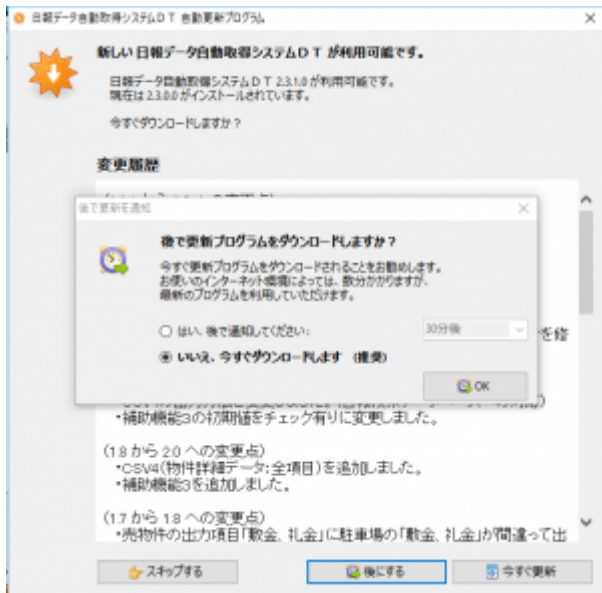 日報データ自動取得システムDT 自動更新プログラム
新しい 日報データ自動取得システムDT が利用可能です。
日報データ自動取得システムDT 2.3.1.0が利用可能です。
現在は2.3.0.0がインストールされています。
今すぐダウンロードしますか？
変更履歴
後で更新を通知
後で更新プログラムをダウンロードしますか？
今すぐ更新プログラムをダウンロードされることをお勧めします。
お使いのインターネット環境によっては、数分かかりますが、
最新のプログラムを利用していただけます。
はい、後で通知してください:
30分後
を修
いいえ、今すぐダウンロードします (推奨)
OK
・補助機能3の初期値をチェック有りに変更しました。
(1.8 から 2.0 への変更点)
・CSV4(物件詳細データ:全項目)を追加しました。
・補助機能3を追加しました。
(1.7 から 1.8 への変更点)
・売物件の出力項目「敷金、礼金」に駐車場の「敷金、礼金」が間違って出
スキップする
後にする
今すぐ更新